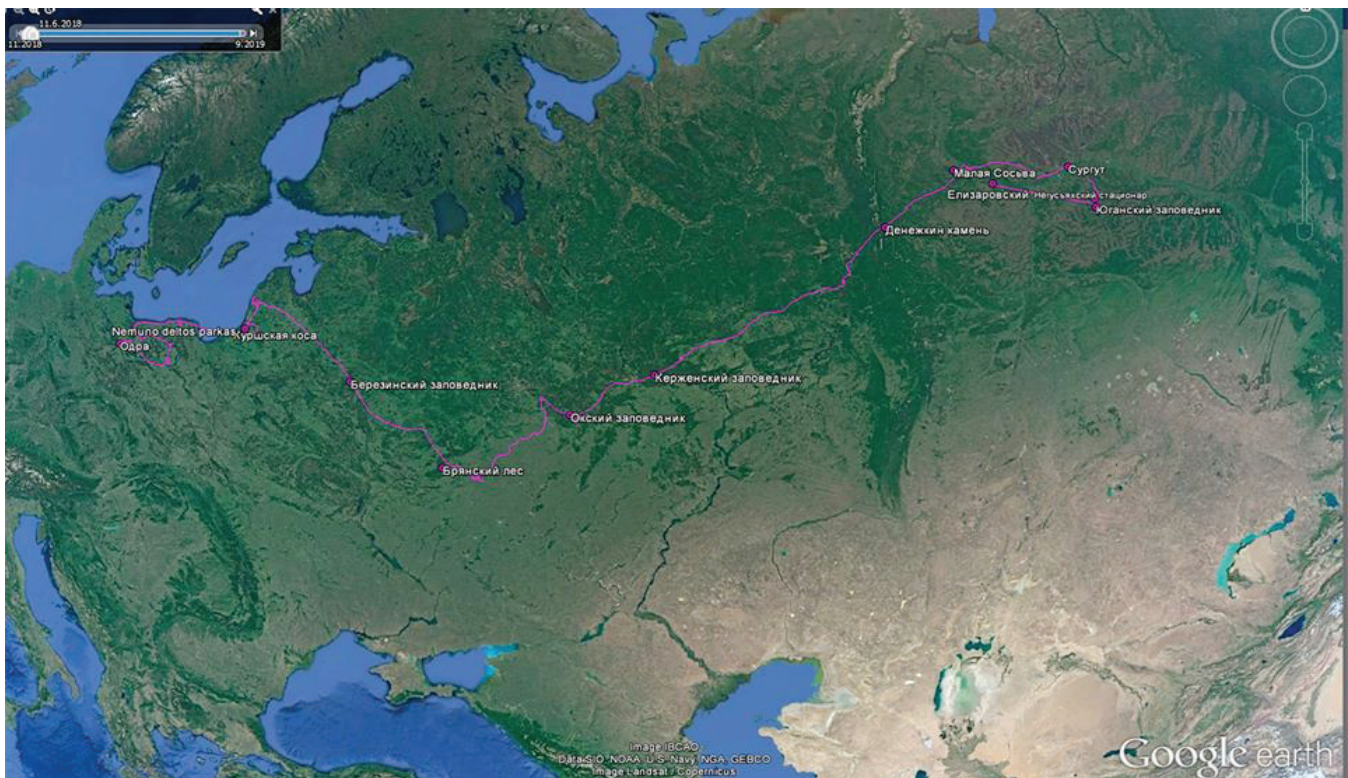 11.6.2018
11.2018
9.2019
Малая Сосьва
Сургут
Елизаровский
Негусъяхский стационар
Юганский заповедник
Денежкин камень
Nemuno deltos parkas
Куршская коса
Одра
Березинский заповедник
Керженский заповедник
Окский заповедник
Брянский лес
Image IBCAO
Data SIO, NOAA, U.S. Navy, NGA, GEBCO
Image Landsat / Copernicus
Google earth